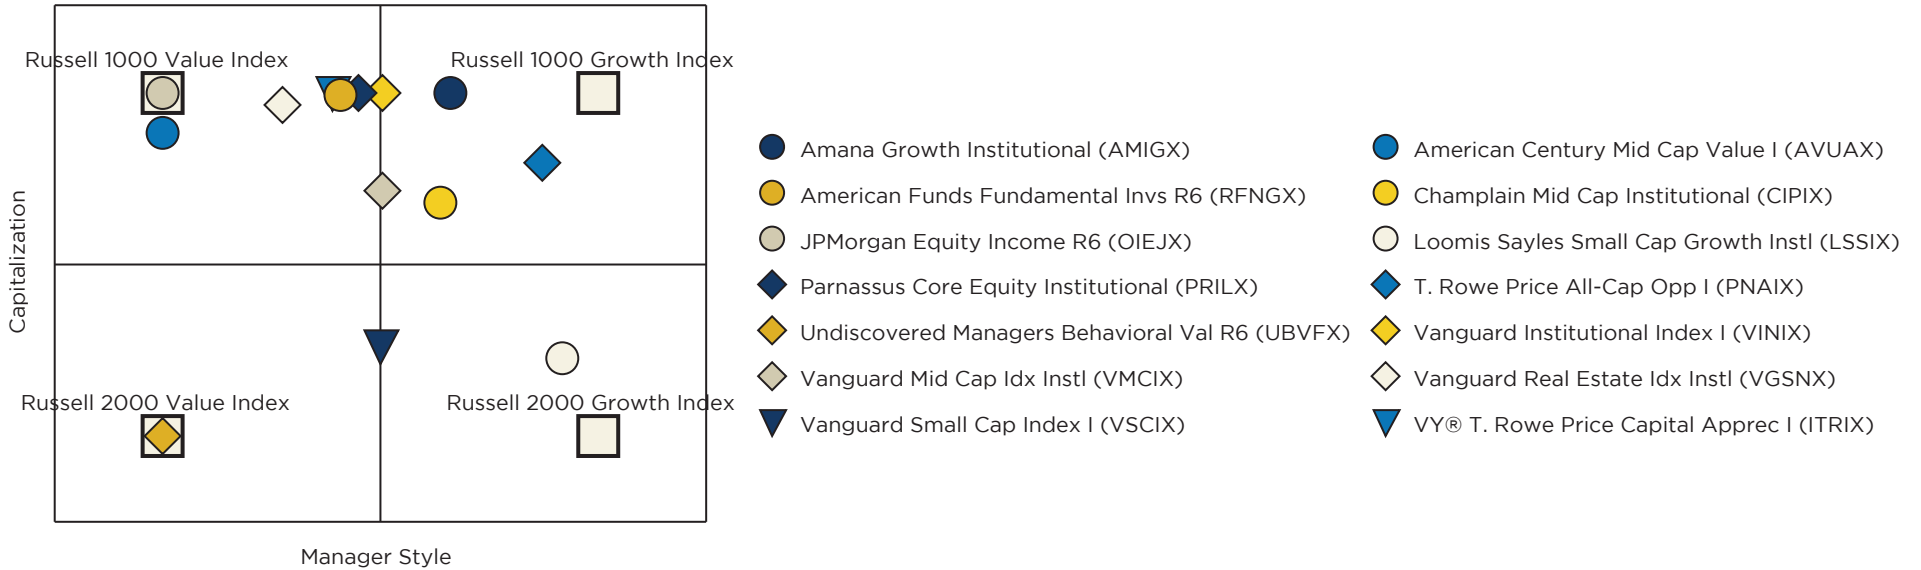 Russell 1000 Value Index
Russell 1000 Growth Index
Capitalization
Russell 2000 Value Index
Russell 2000 Growth Index
Manager Style
Amana Growth Institutional (AMIGX)
American Funds Fundamental Invs R6 (RFNGX)
JPMorgan Equity Income R6 (OIEJX)
Parnassus Core Equity Institutional (PRILX)
Undiscovered Managers Behavioral Val R6 (UBVFX)
Vanguard Mid Cap Idx Instl (VMCIX)
Vanguard Small Cap Index I (VSCIX)
American Century Mid Cap Value I (AVUAX)
Champlain Mid Cap Institutional (CIPIX)
Loomis Sayles Small Cap Growth Instl (LSSIX)
T. Rowe Price All-Cap Opp I (PNAIX)
Vanguard Institutional Index I (VINIX)
Vanguard Real Estate Idx Instl (VGSNX)
VY® T. Rowe Price Capital Apprec I (ITRIX)